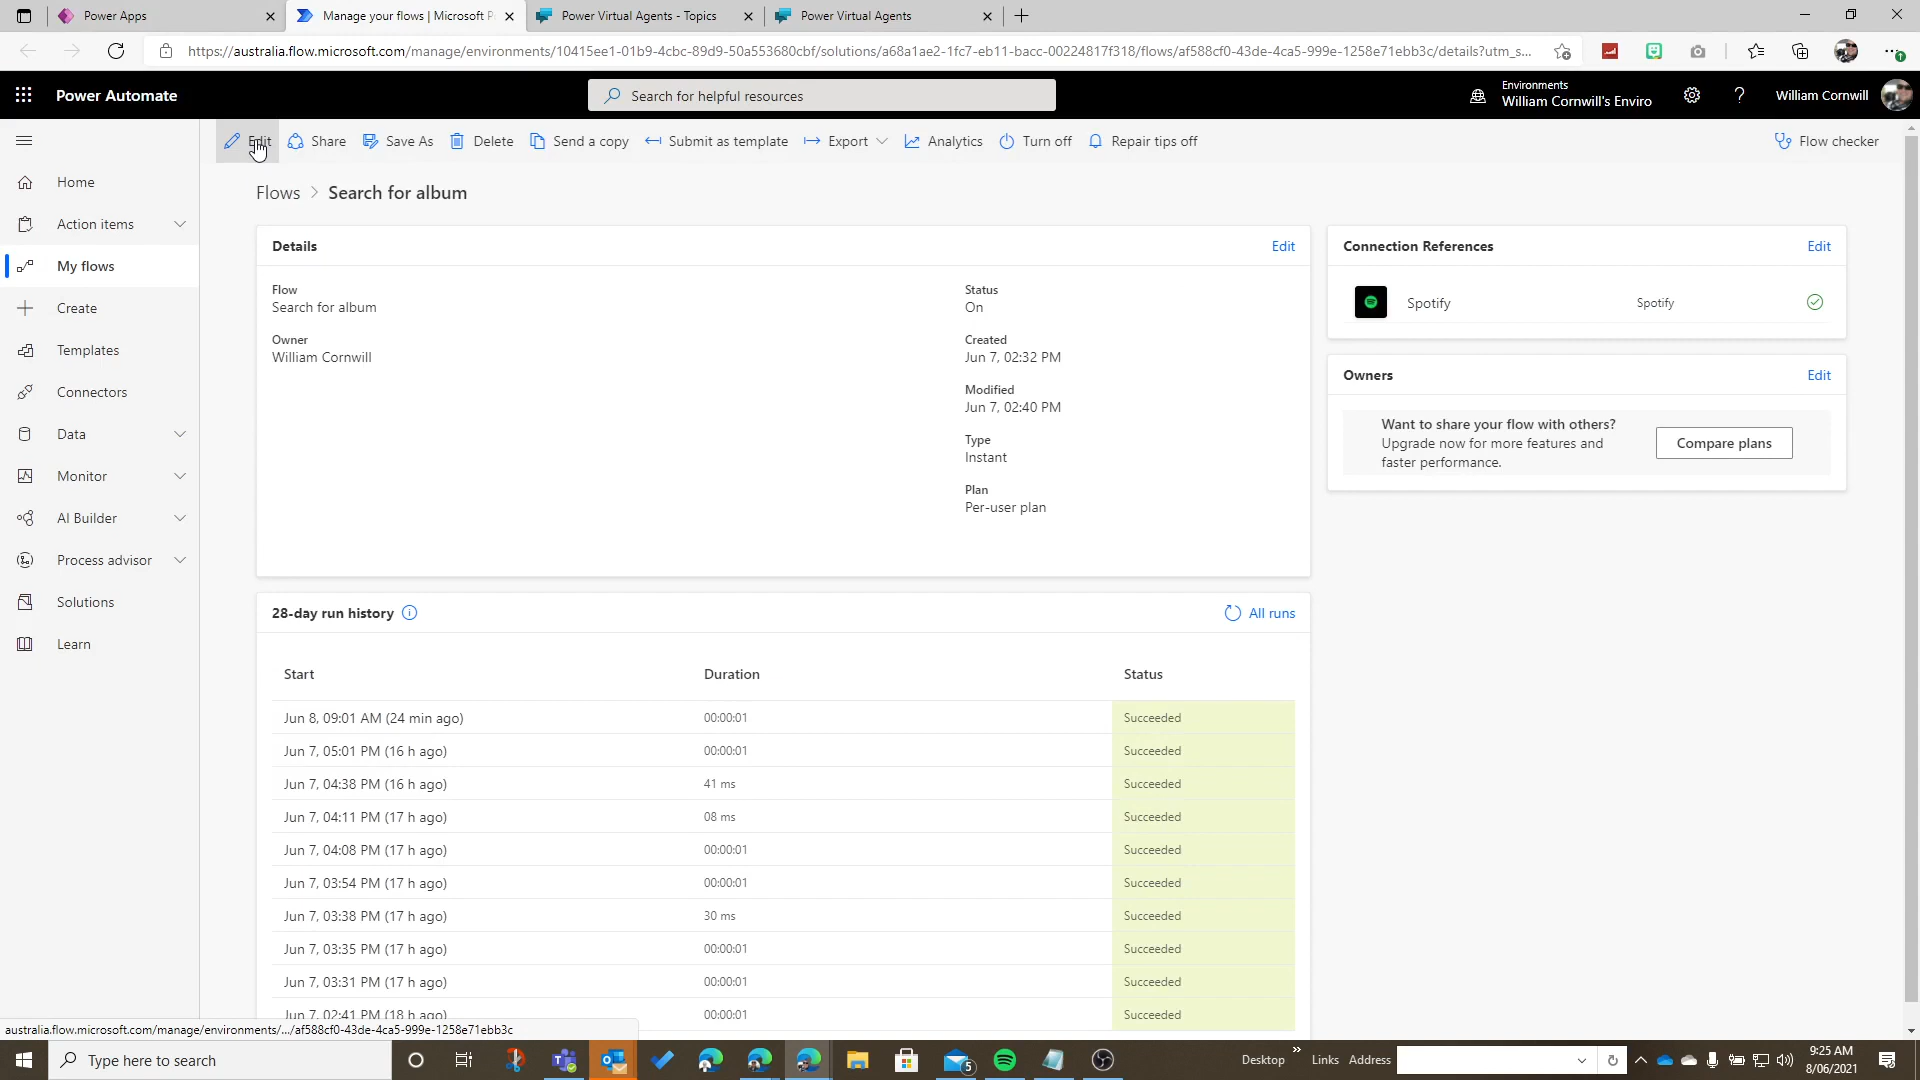 Power Apps
Manage your flows | Microsoft P
Power Virtual Agents - Topics
Power Virtual Agents
https://australia.flow.microsoft.com/manage/environments/10415ee1-01b9-4cbc-89d9-50a553680cbf/solutions/a68a1ae2-1fc7-eb11-bacc-00224817f318/flows/af588cf0-43de-4ca5-999e-1258e71ebb3c/details?utm_s...
Power Automate
Search for helpful resources
Environments
William Cornwill's Enviro
William Cornwill
Edit
Share
Save As
Delete
Send a copy
Submit as template
Export
Analytics
Turn off
Repair tips off
Flow checker
Home
Action items
My flows
Create
Templates
Connectors
Data
Monitor
AI Builder
Process advisor
Solutions
Learn
Flows > Search for album
Details
Edit
Flow
Search for album
Owner
William Cornwill
Status
On
Created
Jun 7, 02:32 PM
Modified
Jun 7, 02:40 PM
Type
Instant
Plan
Per-user plan
Connection References
Edit
Spotify
Spotify
Owners
Edit
Want to share your flow with others?
Upgrade now for more features and
faster performance.
Compare plans
28-day run history
All runs
Start Duration Status
Jun 8, 09:01 AM (24 min ago) 00:00:01 Succeeded
Jun 7, 05:01 PM (16 h ago) 00:00:01 Succeeded
Jun 7, 04:38 PM (16 h ago) 41 ms Succeeded
Jun 7, 04:11 PM (17 h ago) 08 ms Succeeded
Jun 7, 04:08 PM (17 h ago) 00:00:01 Succeeded
Jun 7, 03:54 PM (17 h ago) 00:00:01 Succeeded
Jun 7, 03:38 PM (17 h ago) 30 ms Succeeded
Jun 7, 03:35 PM (17 h ago) 00:00:01 Succeeded
Jun 7, 03:31 PM (17 h ago) 00:00:01 Succeeded
Jun 7, 02:41 PM (18 h ago) 00:00:01 Succeeded
australia.flow.microsoft.com/manage/environments/.../af588cf0-43de-4ca5-999e-1258e71ebb3c
Type here to search
5
Desktop
Links
Address
9:25 AM
8/06/2021